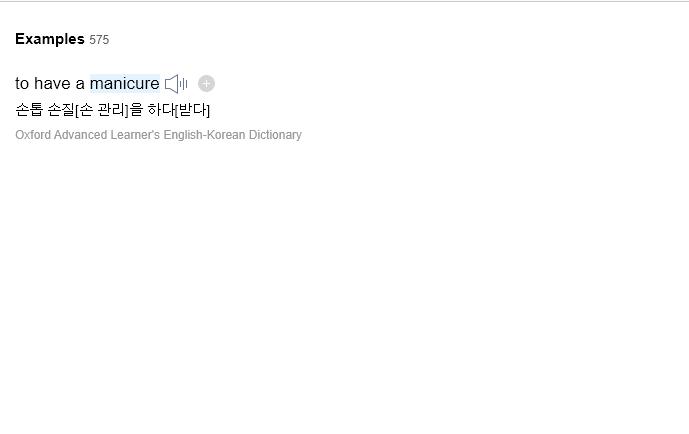 Examples 575
to have a manicure
손톱 손질[손 관리]을 하다[받다]
Oxford Advanced Learner's English-Korean Dictionary